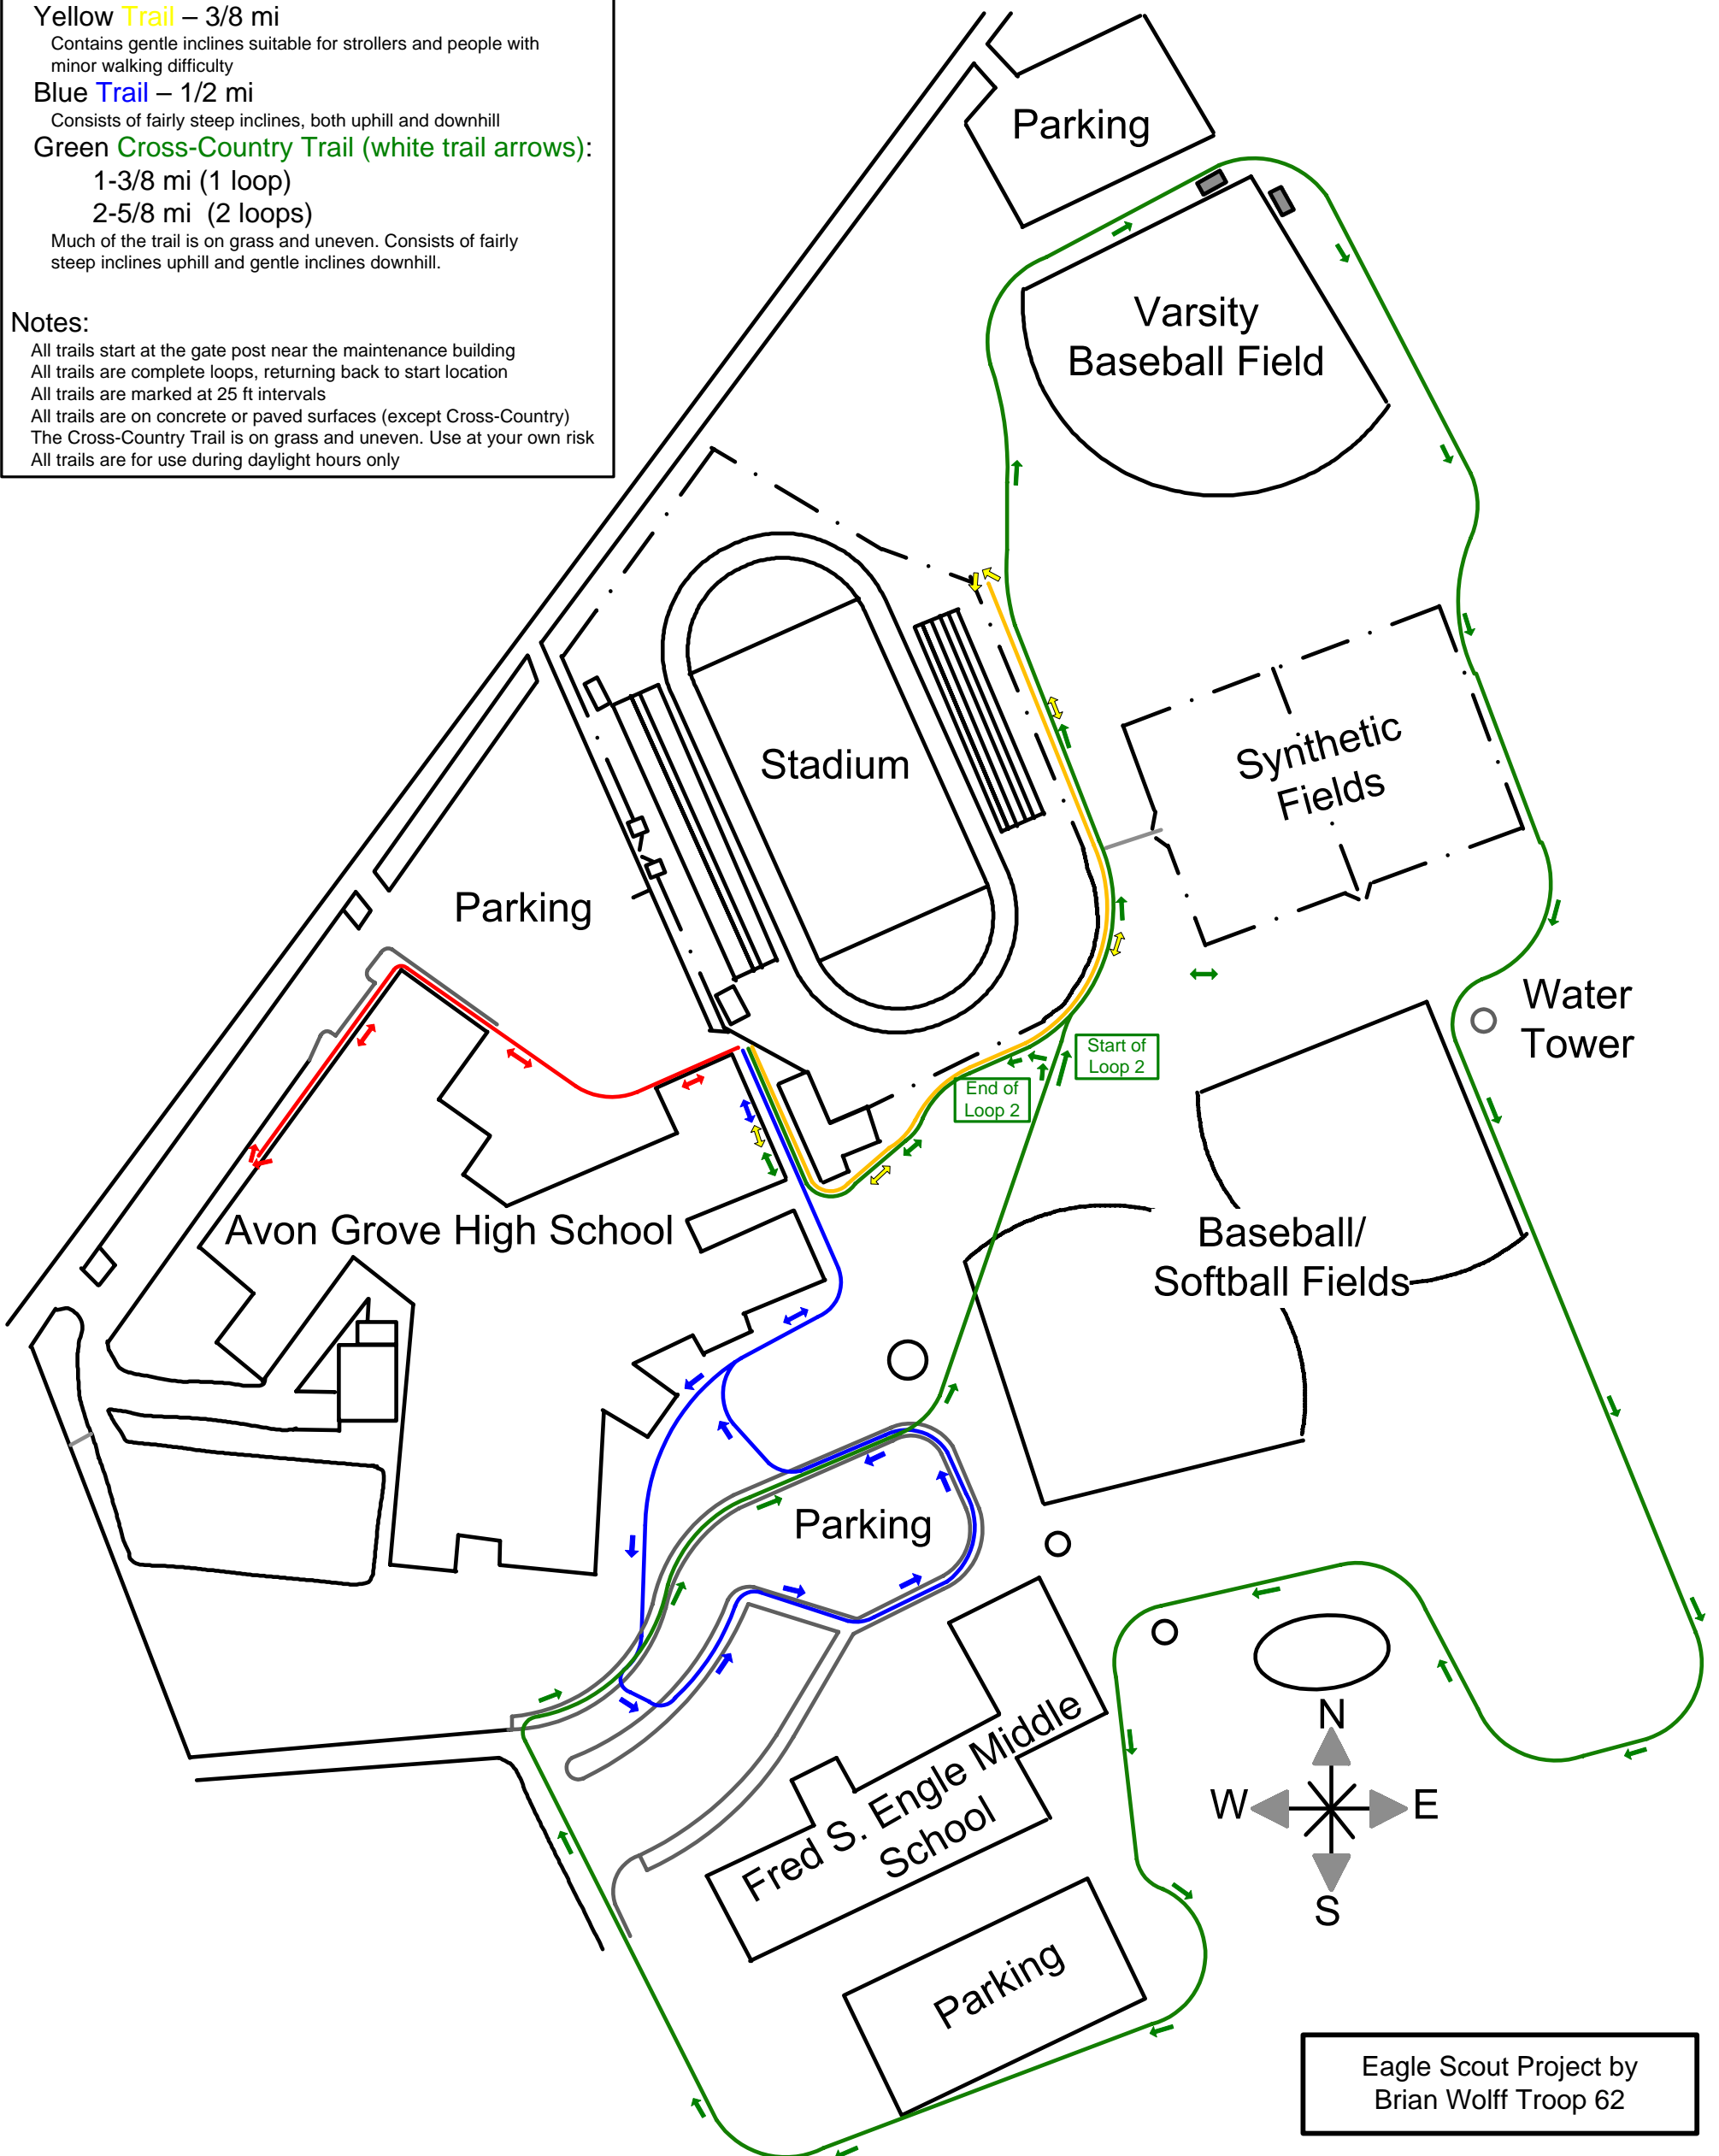 Yellow Trail – 3/8 mi
Contains gentle inclines suitable for strollers and people with
minor walking difficulty
Blue Trail – 1/2 mi
Consists of fairly steep inclines, both uphill and downhill
Green Cross-Country Trail (white trail arrows):
1-3/8 mi (1 loop)
2-5/8 mi (2 loops)
Much of the trail is on grass and uneven. Consists of fairly
steep inclines uphill and gentle inclines downhill.
Notes:
All trails start at the gate post near the maintenance building
All trails are complete loops, returning back to start location
All trails are marked at 25 ft intervals
All trails are on concrete or paved surfaces (except Cross-Country)
The Cross-Country Trail is on grass and uneven. Use at your own risk
All trails are for use during daylight hours only
Parking
Varsity
Baseball Field
Stadium
Synthetic
Fields
Parking
Water
Tower
Start of
Loop 2
End of
Loop 2
Avon Grove High School
Baseball/
Softball Fields
Parking
Fred S. Engle Middle
School
Parking
N
W
E
S
Eagle Scout Project by
Brian Wolff Troop 62